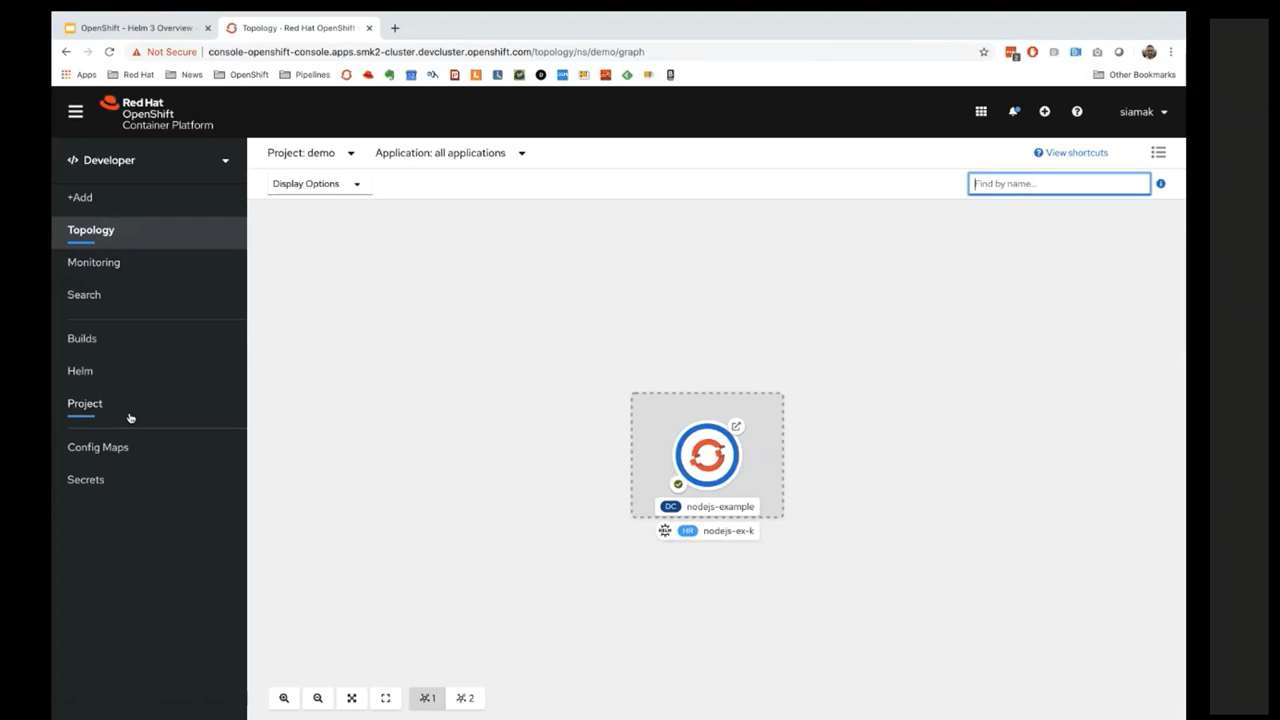 OpenShift - Helm 3 Overview
Topology · Red Hat OpenShift
Not Secure
console-openshift-console.apps.smk2-cluster.devcluster.openshift.com/topology/ns/demo/graph
Apps
Red Hat
News
OpenShift
Pipelines
Other Bookmarks
Red Hat
OpenShift
Container Platform
siamak
Developer
Project: demo
Application: all applications
View shortcuts
Display Options
Find by name...
+Add
Topology
Monitoring
Search
Builds
Helm
Project
Config Maps
Secrets
DC nodejs-example
HELM HR nodejs-ex-k
1
2